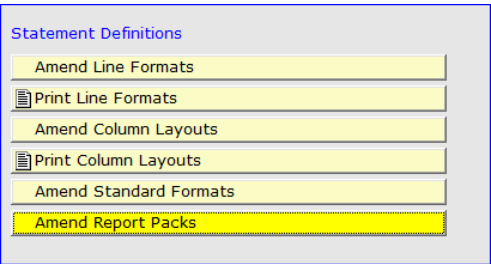 Statement Definitions
Amend Line Formats
Print Line Formats
Amend Column Layouts
Print Column Layouts
Amend Standard Formats
Amend Report Packs